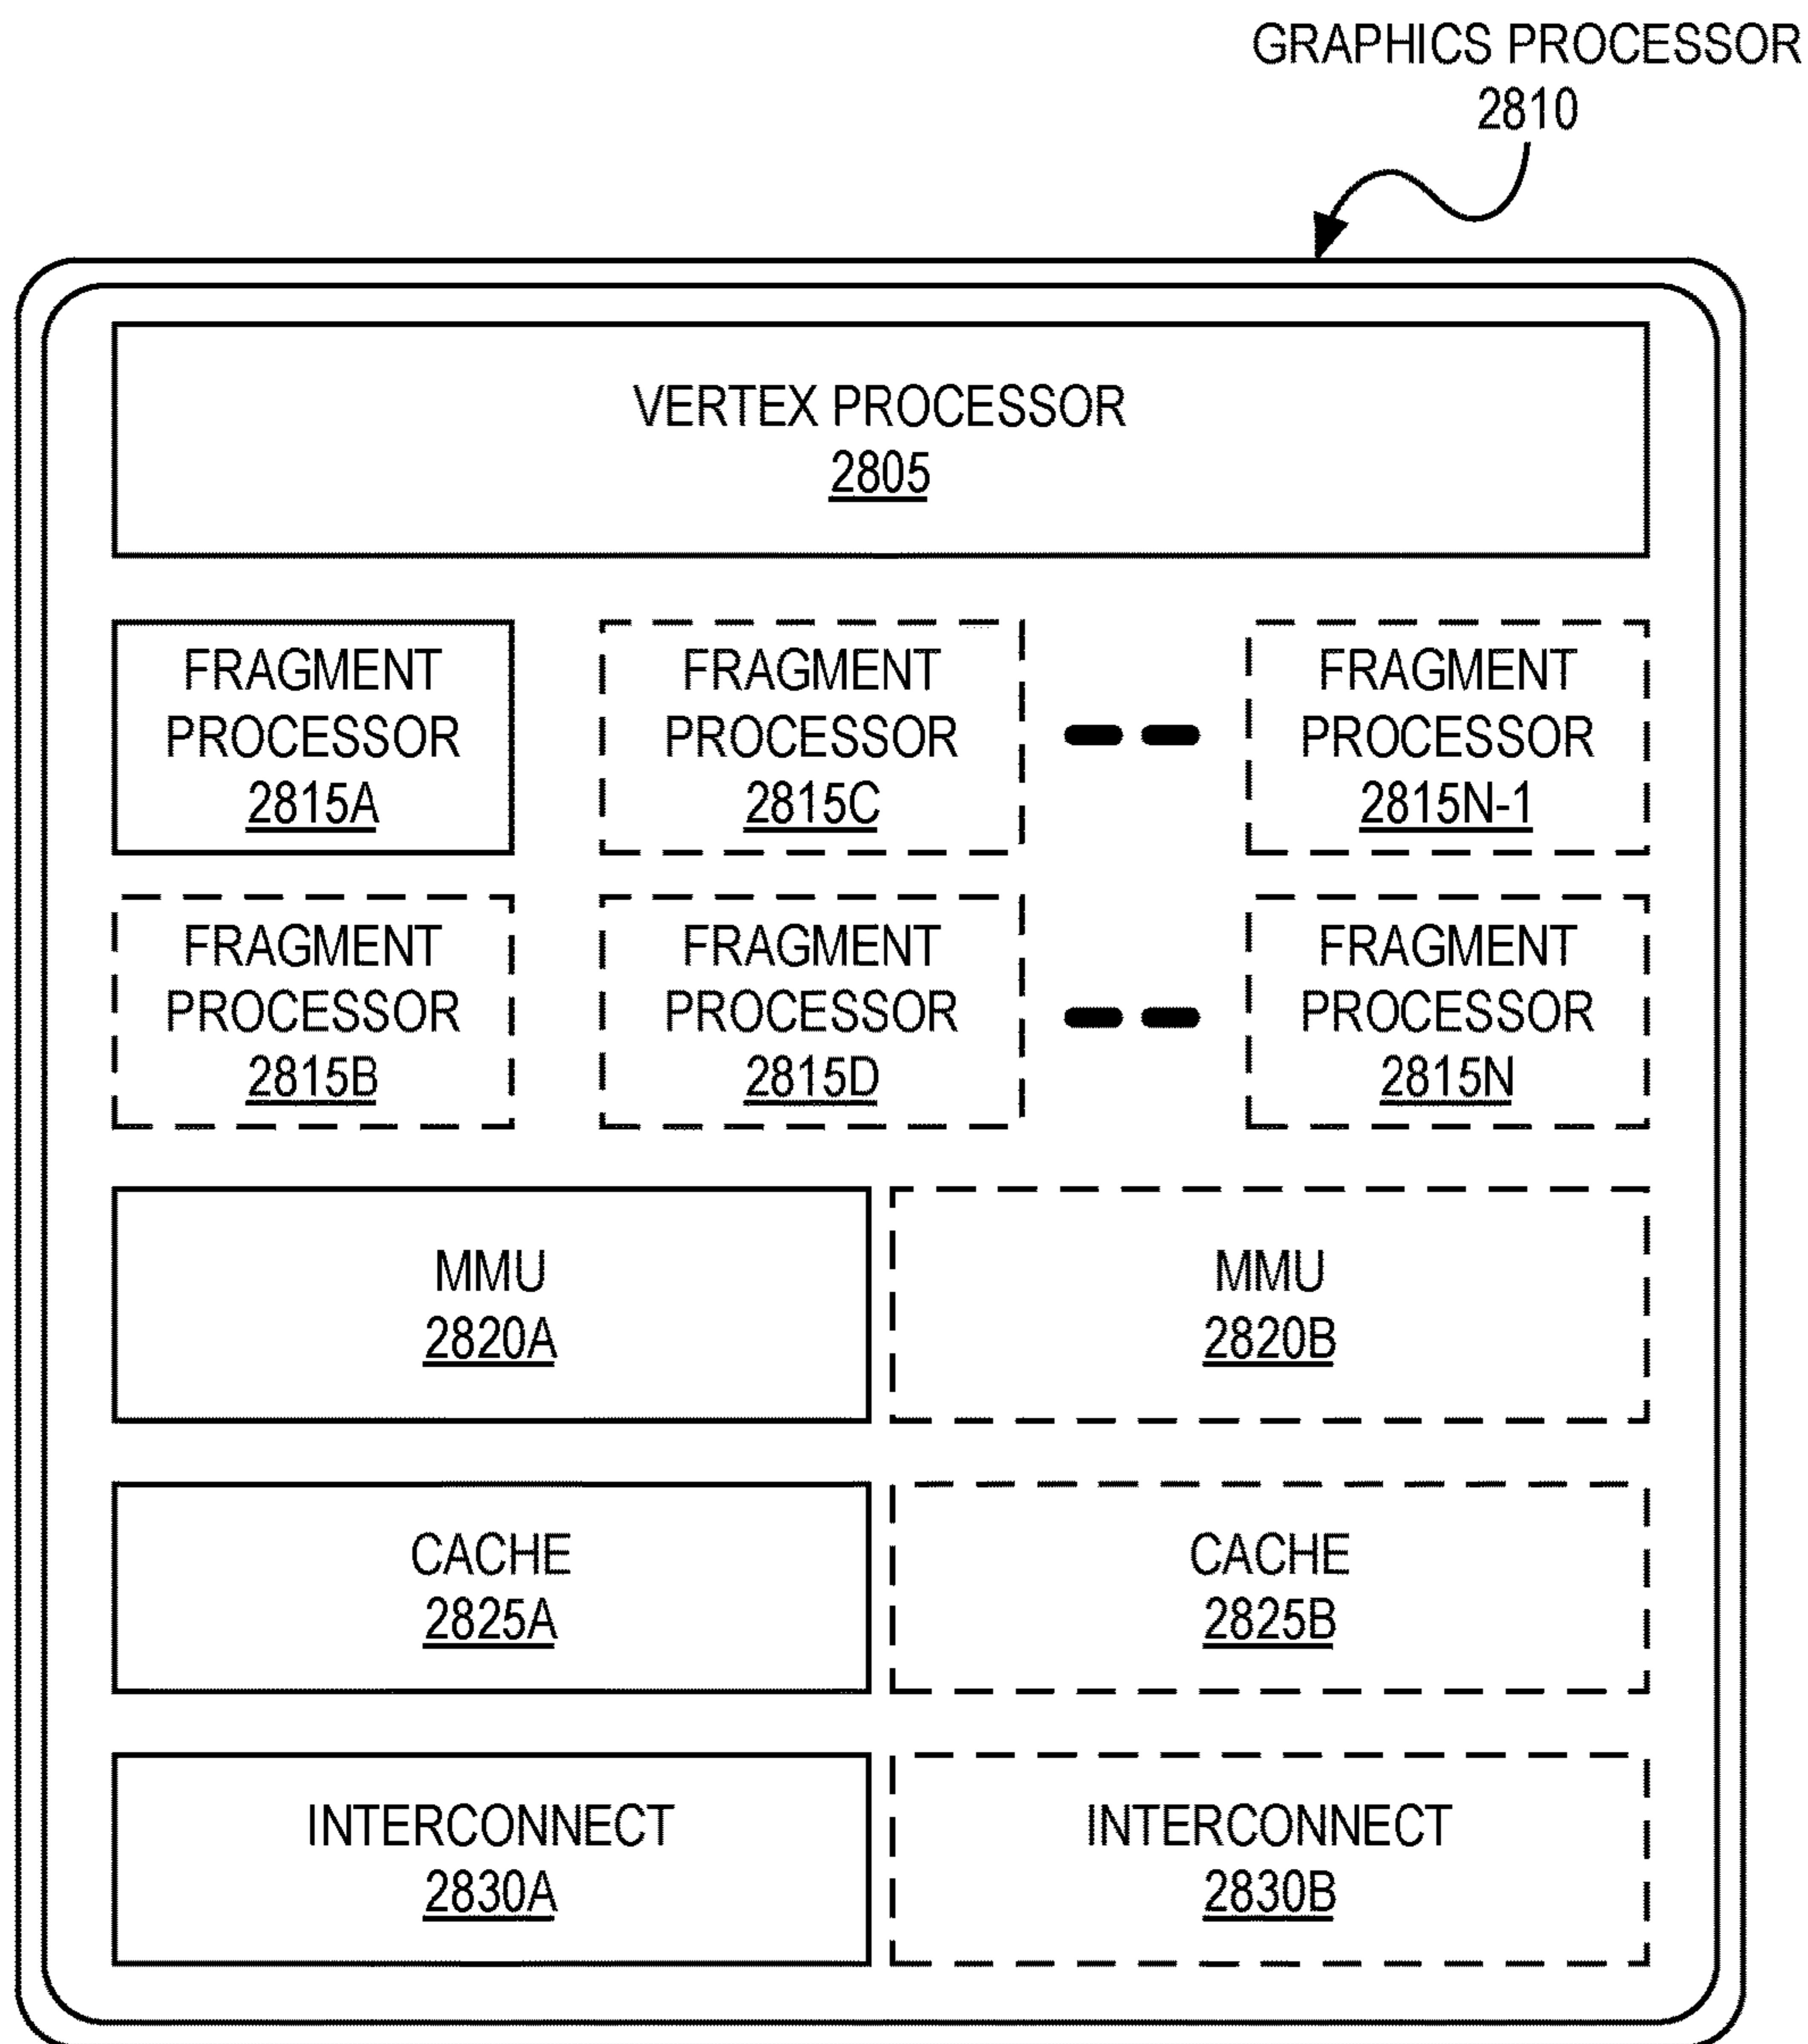 GRAPHICS PROCESSOR
2810
VERTEX PROCESSOR
2805
FRAGMENT
PROCESSOR
2815A
FRAGMENT
PROCESSOR
2815C
FRAGMENT
PROCESSOR
2815N-1
FRAGMENT
PROCESSOR
2815B
FRAGMENT
PROCESSOR
2815D
FRAGMENT
PROCESSOR
2815N
MMU
2820A
MMU
2820B
CACHE
2825A
CACHE
2825B
INTERCONNECT
2830A
INTERCONNECT
2830B